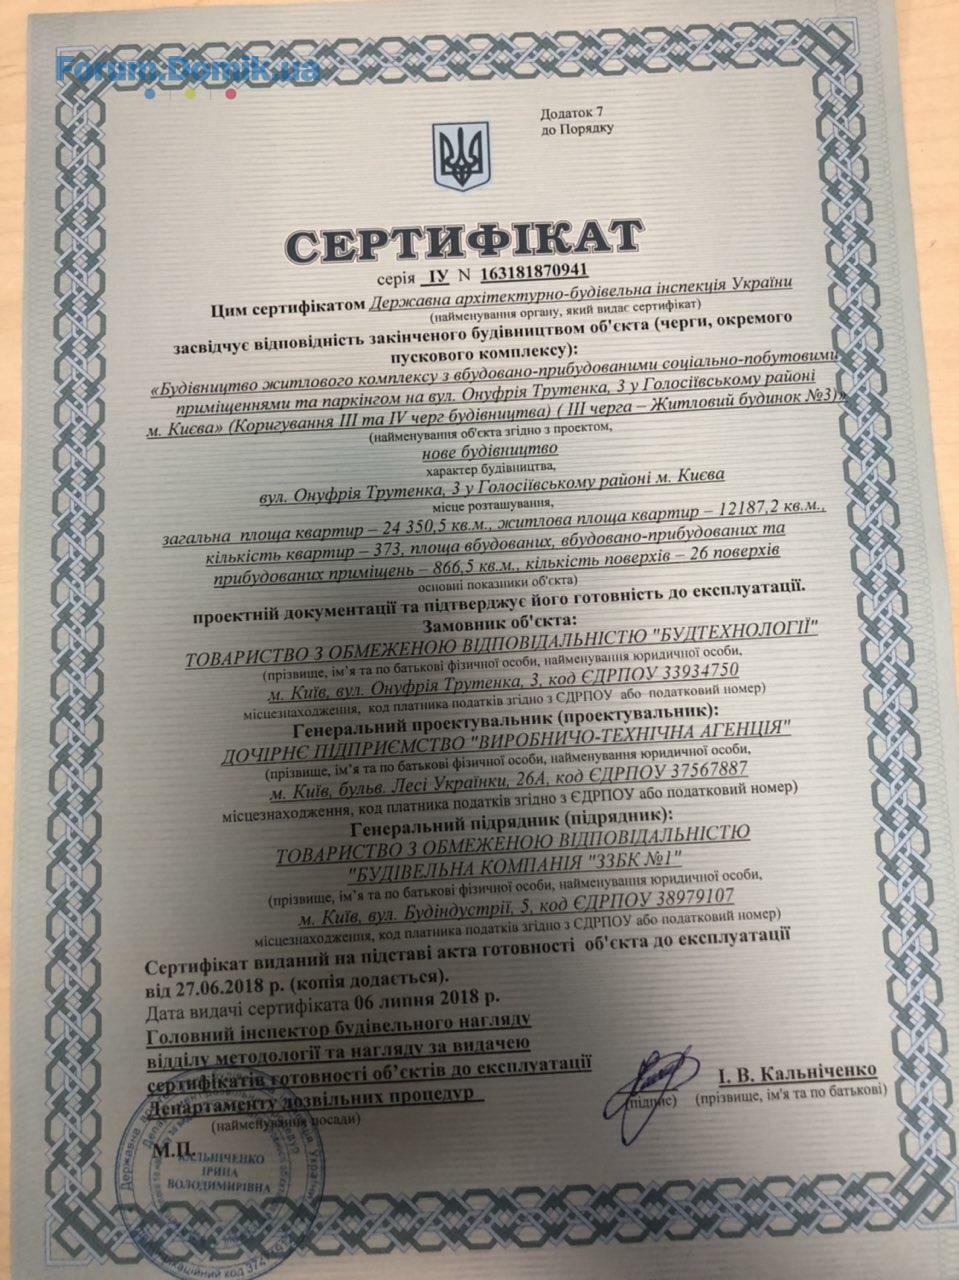 Forum.Domik.ua
Додаток 7
до Порядку
СЕРТИФІКАТ
серія ІУ N 163181870941
Цим сертифікатом Державна архітектурно-будівельна інспекція України
(найменування органу, який видає сертифікат)
засвідчує відповідність закінченого будівництвом об'єкта (черги, окремого
пускового комплексу):
«Будівництво житлового комплексу з вбудовано-прибудованими соціально-побутовими
приміщеннями та паркінгом на вул. Онуфрія Трутенка, 3 у Голосіївському районі
м. Києва» (Коригування ІІІ та IV черг будівництва) ( ІІІ черга – Житловий будинок №3)»
(найменування об'єкта згідно з проектом,
нове будівництво
характер будівництва,
вул. Онуфрія Трутенка, 3 у Голосіївському районі м. Києва
місце розташування,
загальна площа квартир – 24 350,5 кв.м., житлова площа квартир – 12187,2 кв.м.,
кількість квартир – 373, площа вбудованих, вбудовано-прибудованих та
прибудованих приміщень – 866,5 кв.м., кількість поверхів – 26 поверхів
основні показники об'єкта)
проектній документації та підтверджує його готовність до експлуатації.
Замовник об'єкта:
ТОВАРИСТВО З ОБМЕЖЕНОЮ ВІДПОВІДАЛЬНІСТЮ "БУДТЕХНОЛОГІЇ"
(прізвище, ім'я та по батькові фізичної особи, найменування юридичної особи,
м. Київ, вул. Онуфрія Трутенка, 3, код ЄДРПОУ 33934750
місцезнаходження, код платника податків згідно з ЄДРПОУ або податковий номер)
Генеральний проектувальник (проектувальник):
ДОЧІРНЄ ПІДПРИЄМСТВО "ВИРОБНИЧО-ТЕХНІЧНА АГЕНЦІЯ"
(прізвище, ім'я та по батькові фізичної особи, найменування юридичної особи,
м. Київ, бульв. Лесі Українки, 26А, код ЄДРПОУ 37567887
місцезнаходження, код платника податків згідно з ЄДРПОУ або податковий номер)
Генеральний підрядник (підрядник):
ТОВАРИСТВО З ОБМЕЖЕНОЮ ВІДПОВІДАЛЬНІСТЮ
"БУДІВЕЛЬНА КОМПАНІЯ "ЗЗБК №1"
(прізвище, ім'я та по батькові фізичної особи, найменування юридичної особи,
м. Київ, вул. Будіндустрії, 5, код ЄДРПОУ 38979107
місцезнаходження, код платника податків згідно з ЄДРПОУ або податковий номер)
Сертифікат виданий на підставі акта готовності об'єкта до експлуатації
від 27.06.2018 р. (копія додається).
Дата видачі сертифіката 06 липня 2018 р.
Головний інспектор будівельного нагляду
відділу методології та нагляду за видачею
сертифікатів готовності об'єктів до експлуатації
Департаменту дозвільних процедур
(найменування посади)
(підпис)
І. В. Кальніченко
(прізвище, ім'я та по батькові)
М.П.
КАЛЬНІЧЕНКО
ІРИНА
ВОЛОДИМИРІВНА